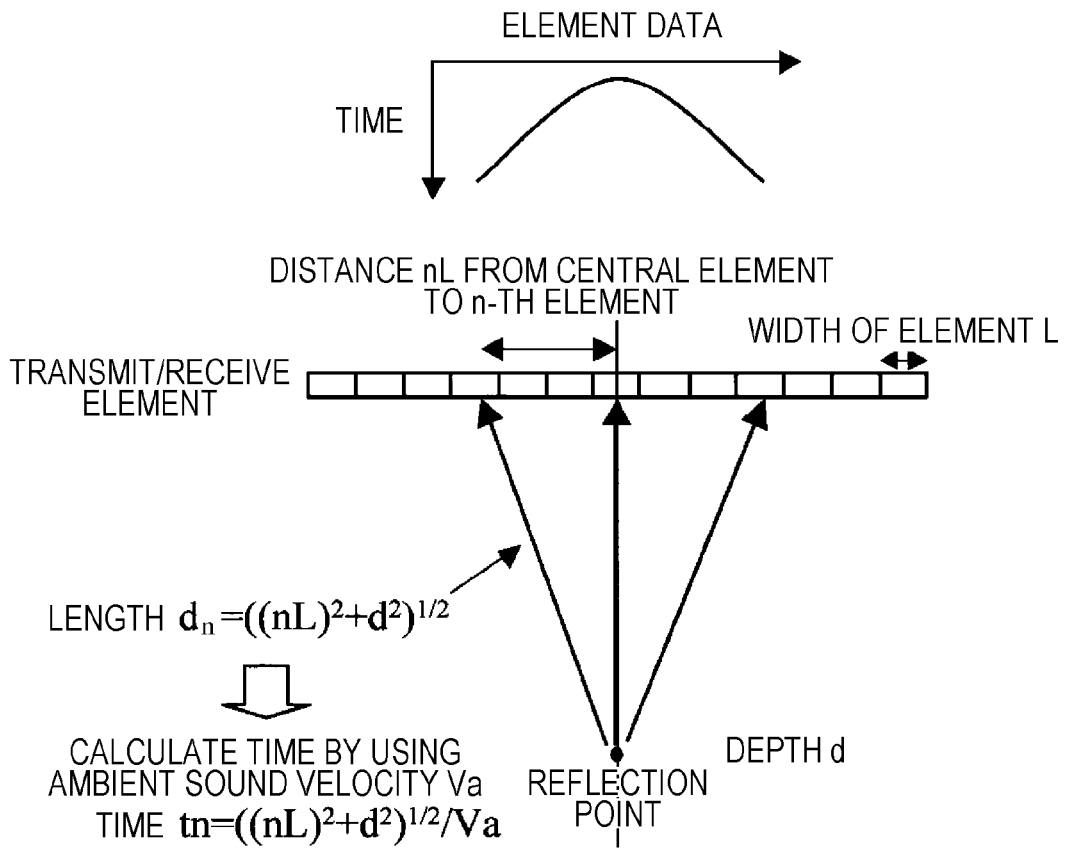 ELEMENT DATA
TIME
DISTANCE nL FROM CENTRAL ELEMENT
TO n-TH ELEMENT
WIDTH OF ELEMENT L
TRANSMIT/RECEIVE
ELEMENT
LENGTH dₙ=((nL)²+d²)¹/²
CALCULATE TIME BY USING
AMBIENT SOUND VELOCITY Va
TIME tn=((nL)²+d²)¹/²/Va
REFLECTION
POINT
DEPTH d